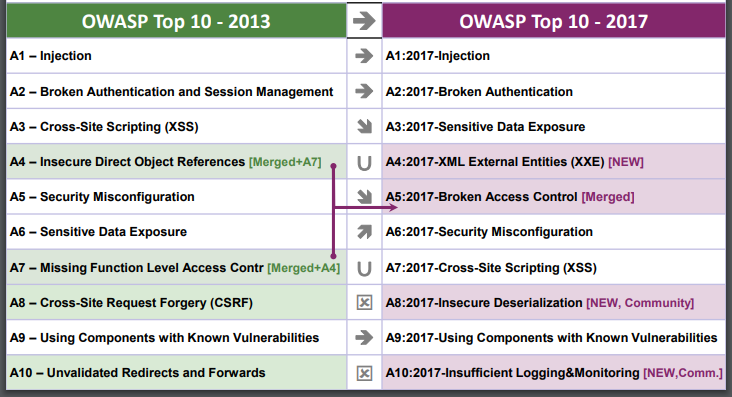 OWASP Top 10 - 2013 OWASP Top 10 - 2017
A1 – Injection A1:2017-Injection
A2 – Broken Authentication and Session Management A2:2017-Broken Authentication
A3 – Cross-Site Scripting (XSS) A3:2017-Sensitive Data Exposure
A4 – Insecure Direct Object References [Merged+A7] A4:2017-XML External Entities (XXE) [NEW]
A5 – Security Misconfiguration A5:2017-Broken Access Control [Merged]
A6 – Sensitive Data Exposure A6:2017-Security Misconfiguration
A7 – Missing Function Level Access Contr [Merged+A4] A7:2017-Cross-Site Scripting (XSS)
A8 – Cross-Site Request Forgery (CSRF) A8:2017-Insecure Deserialization [NEW, Community]
A9 – Using Components with Known Vulnerabilities A9:2017-Using Components with Known Vulnerabilities
A10 – Unvalidated Redirects and Forwards A10:2017-Insufficient Logging&Monitoring [NEW,Comm.]